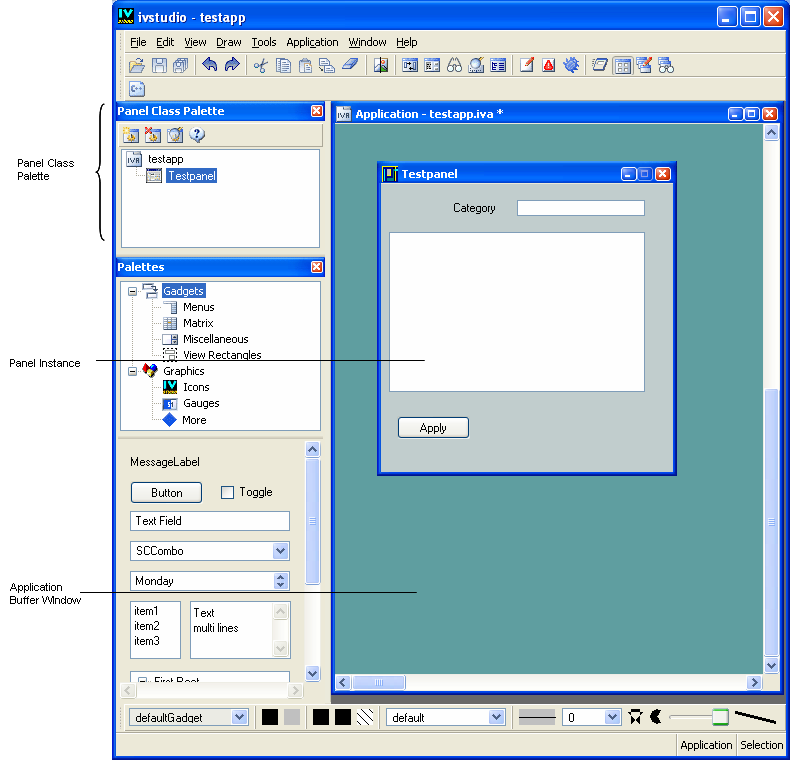 ivstudio - testapp
File Edit View Draw Tools Application Window Help
Panel Class Palette
Application - testapp.iva *
Panel Class
Palette
testapp
Testpanel
Testpanel
Category
Palettes
Gadgets
Menus
Matrix
Miscellaneous
View Rectangles
Panel Instance
Graphics
Icons
Gauges
More
Apply
MessageLabel
Button
Toggle
Text Field
SCCombo
Monday
Application
Buffer Window
item1
item2
item3
Text
multi lines
First Root
defaultGadget
default
0
Application
Selection